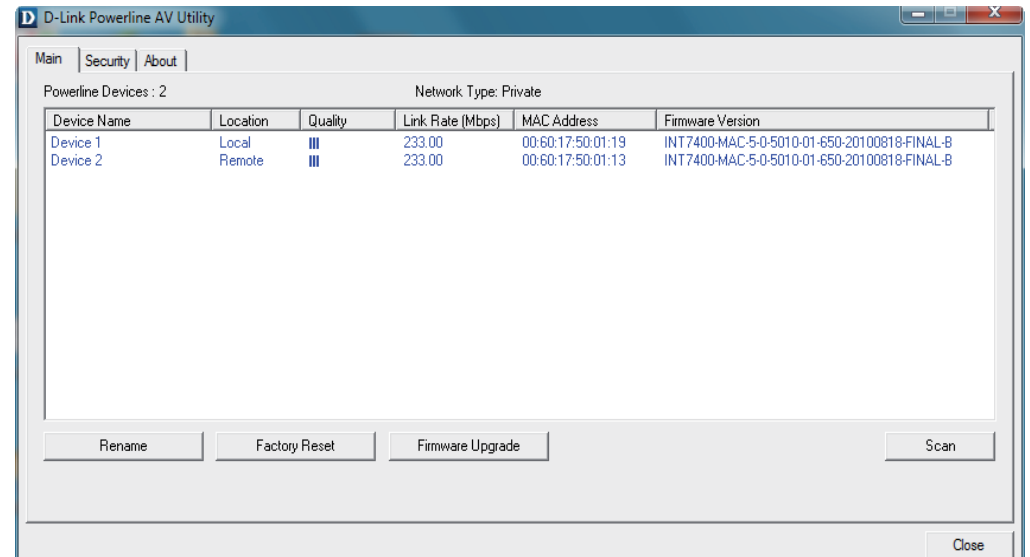 D D-Link Powerline AV Utility
Main Security About
Powerline Devices : 2 Network Type: Private
Device Name Location Quality Link Rate (Mbps) MAC Address Firmware Version
Device 1 Local 233.00 00:60:17:50:01:19 INT7400-MAC-5-0-5010-01-650-20100818-FINAL-B
Device 2 Remote 233.00 00:60:17:50:01:13 INT7400-MAC-5-0-5010-01-650-20100818-FINAL-B
Rename Factory Reset Firmware Upgrade Scan
Close